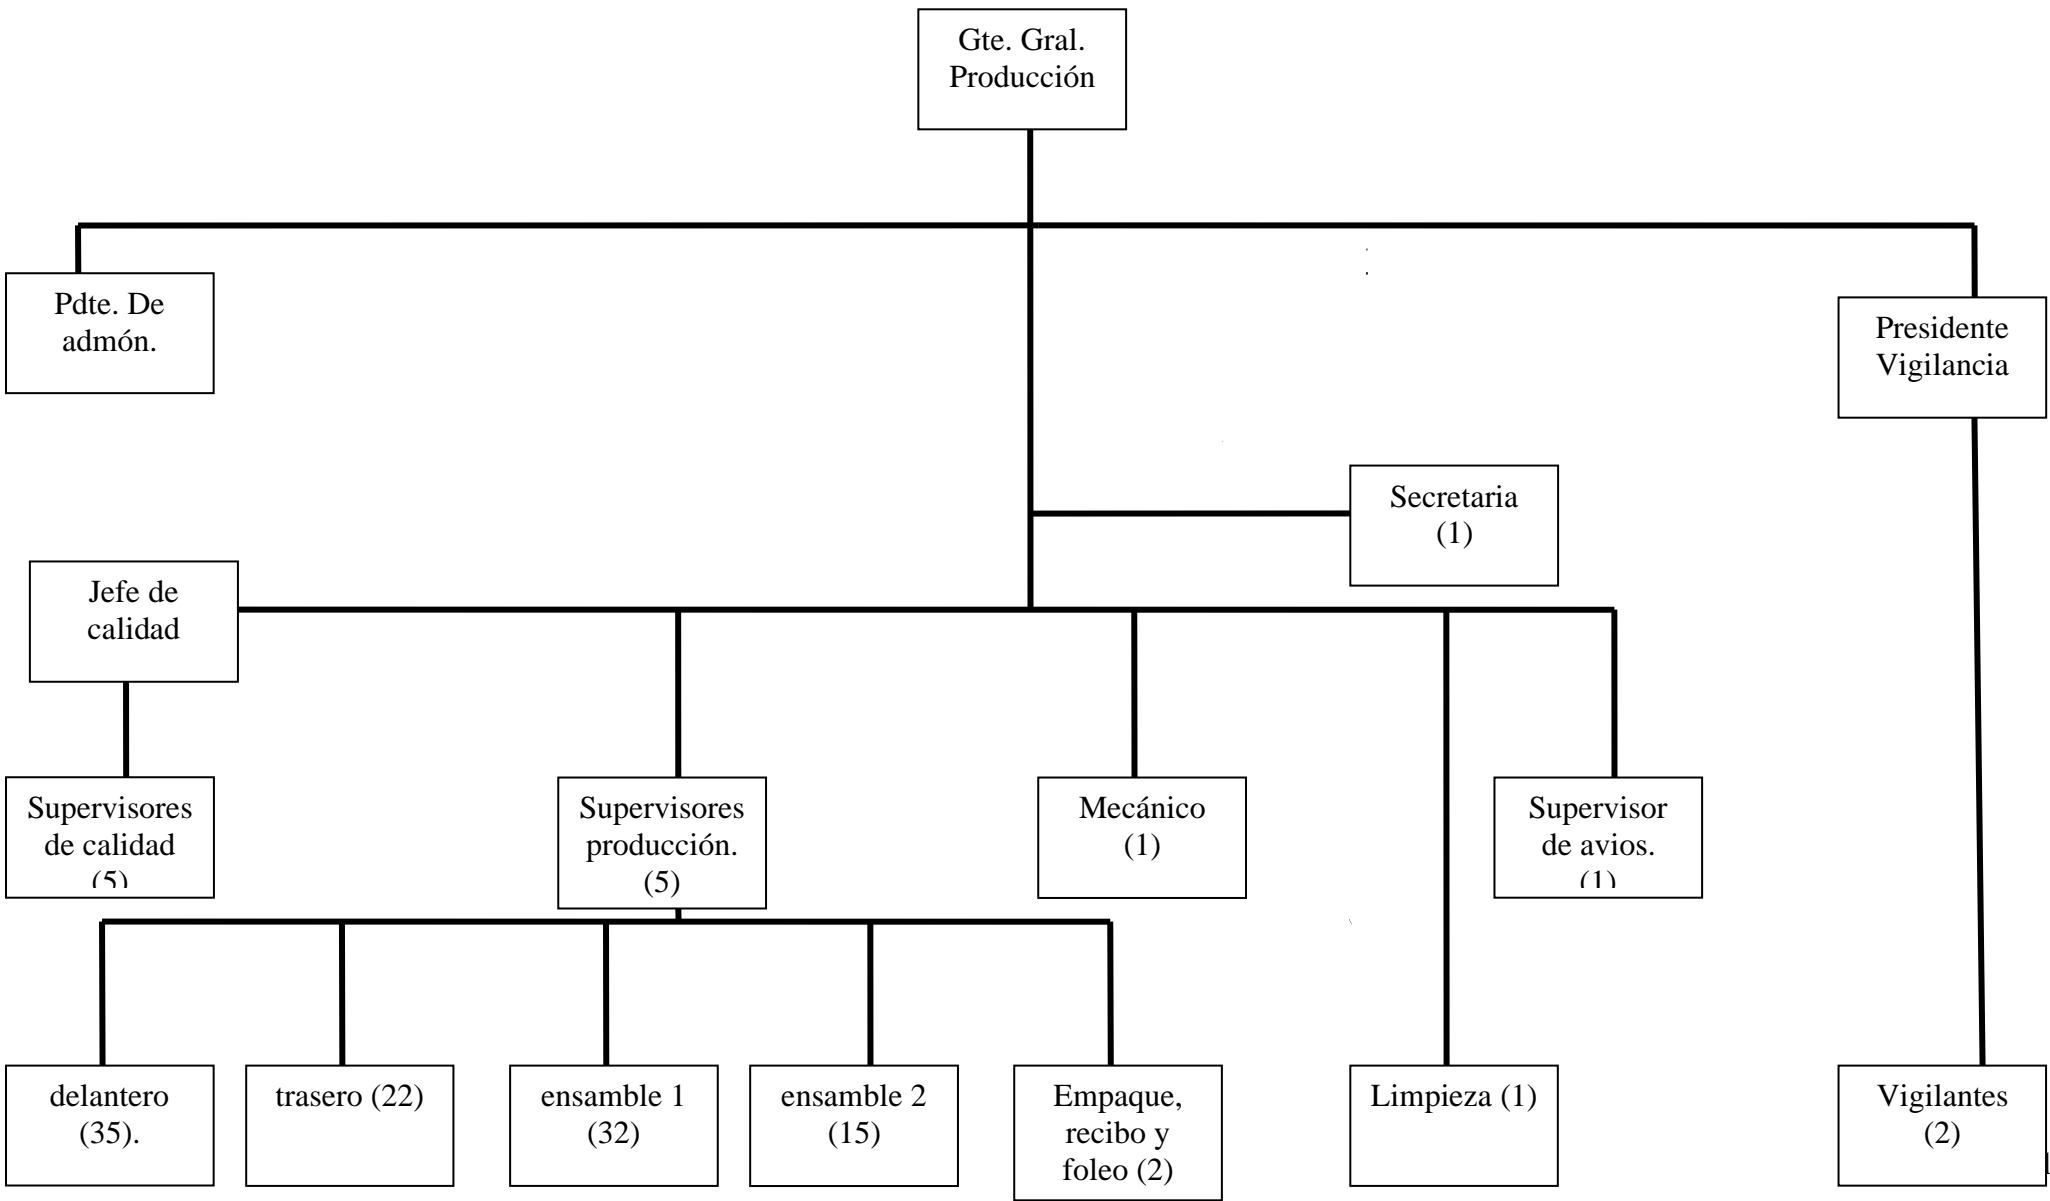 Gte. Gral.
Producción
Pdte. De
admón.
Presidente
Vigilancia
Secretaria
(1)
Jefe de
calidad
Supervisores
de calidad
(5)
Supervisores
producción.
(5)
Mecánico
(1)
Supervisor
de avios.
(1)
delantero
(35).
trasero (22)
ensamble 1
(32)
ensamble 2
(15)
Empaque,
recibo y
foleo (2)
Limpieza (1)
Vigilantes
(2)